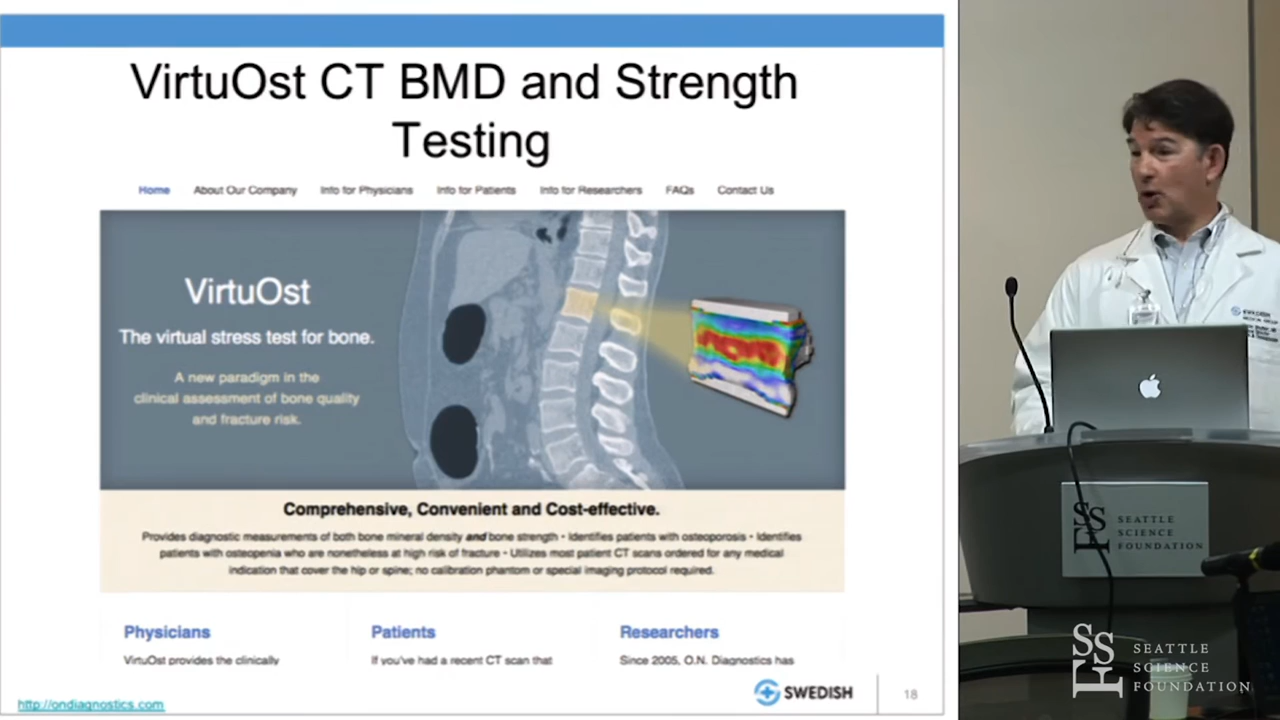 VirtuOst CT BMD and Strength
Testing
Home About Our Company Info for Physicians Info for Patients Info for Researchers FAQs Contact Us
VirtuOst
The virtual stress test for bone.
A new paradigm in the
clinical assessment of bone quality
and fracture risk.
Comprehensive, Convenient and Cost-effective.
Provides diagnostic measurements of both bone mineral density and bone strength • Identifies patients with osteoporosis • Identifies
patients with osteopenia who are nonetheless at high risk of fracture • Utilizes most patient CT scans ordered for any medical
indication that cover the hip or spine; no calibration phantom or special imaging protocol required.
Physicians Patients Researchers
VirtuOst provides the clinically If you've had a recent CT scan that Since 2005, O.N. Diagnostics has
http://ondiagnostics.com
SWEDISH
18
SWEDISH
SSF
SEATTLE
SCIENCE
FOUNDATION
SSF
SEATTLE
SCIENCE
FOUNDATION